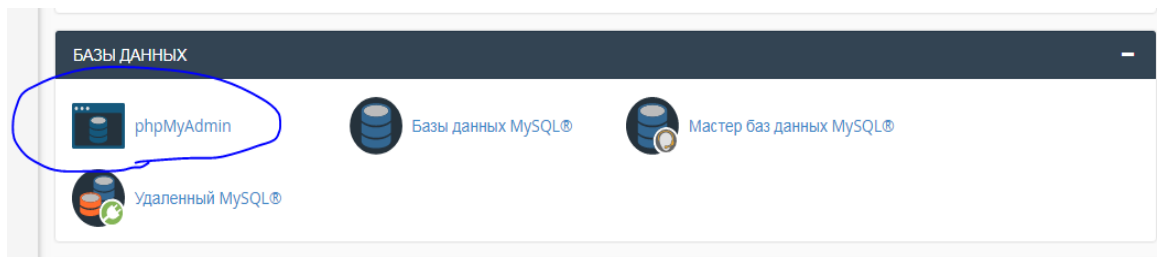 БАЗЫ ДАННЫХ
phpMyAdmin
Базы данных MySQL®
Мастер баз данных MySQL®
Удаленный MySQL®